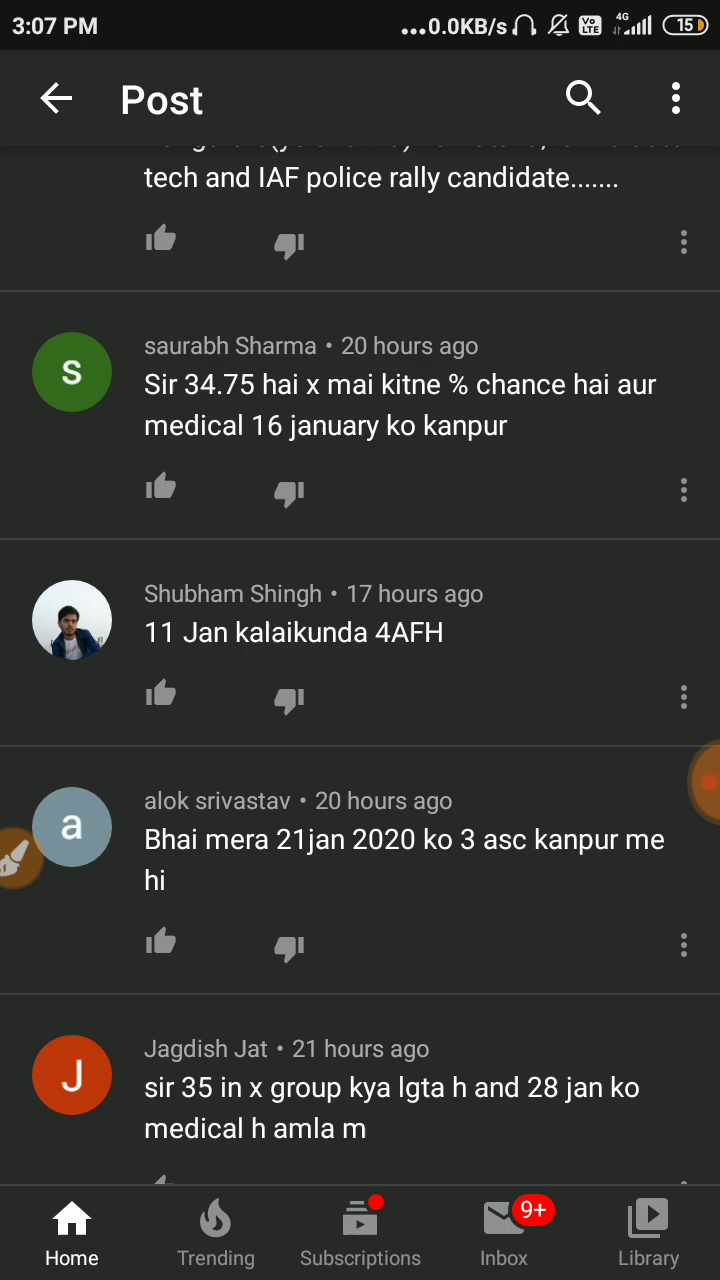 3:07 PM
...0.0KB/s
Vo
LTE
4G
15
Post
tech and IAF police rally candidate.......
saurabh Sharma • 20 hours ago
S
Sir 34.75 hai x mai kitne % chance hai aur
medical 16 january ko kanpur
Shubham Shingh • 17 hours ago
11 Jan kalaikunda 4AFH
alok srivastav • 20 hours ago
a
Bhai mera 21jan 2020 ko 3 asc kanpur me
hi
Jagdish Jat • 21 hours ago
J
sir 35 in x group kya lgta h and 28 jan ko
medical h amla m
9+
Home
Trending
Subscriptions
Inbox
Library